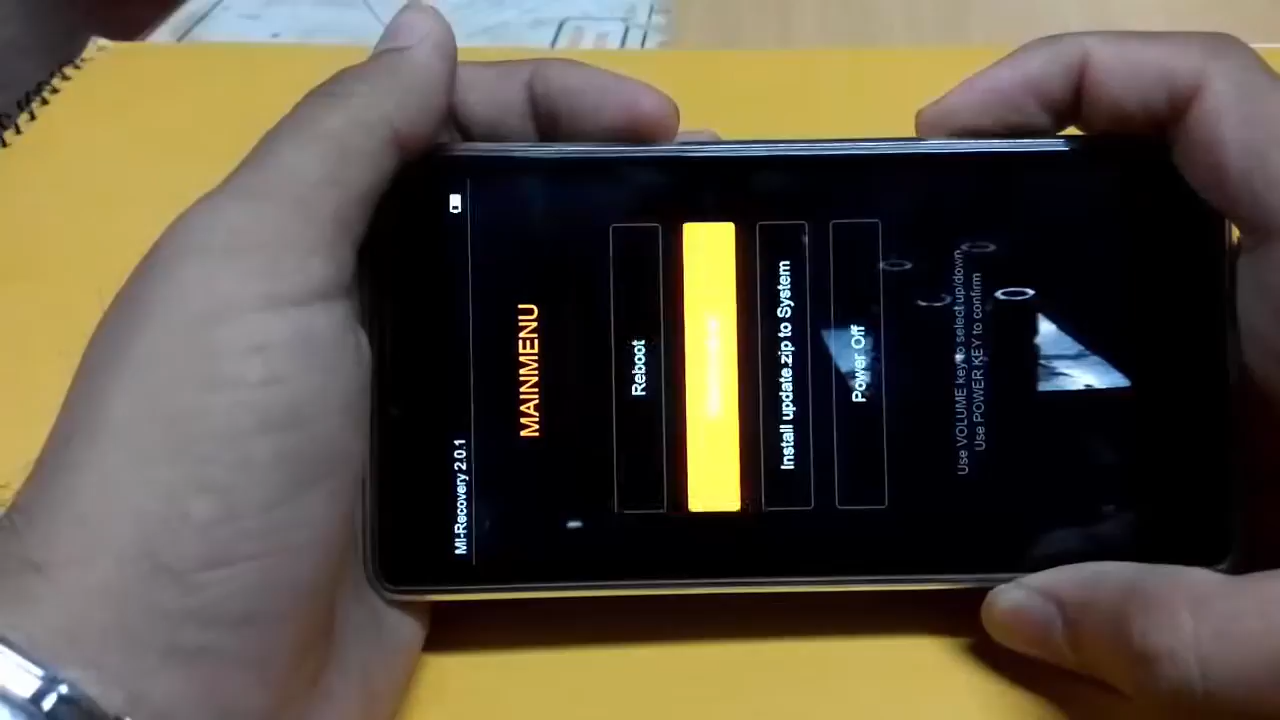 MI-Recovery 2.0.1
MAINMENU
Reboot
Install update.zip to System
Power Off
Use VOLUME key to select up/down
Use POWER KEY to confirm